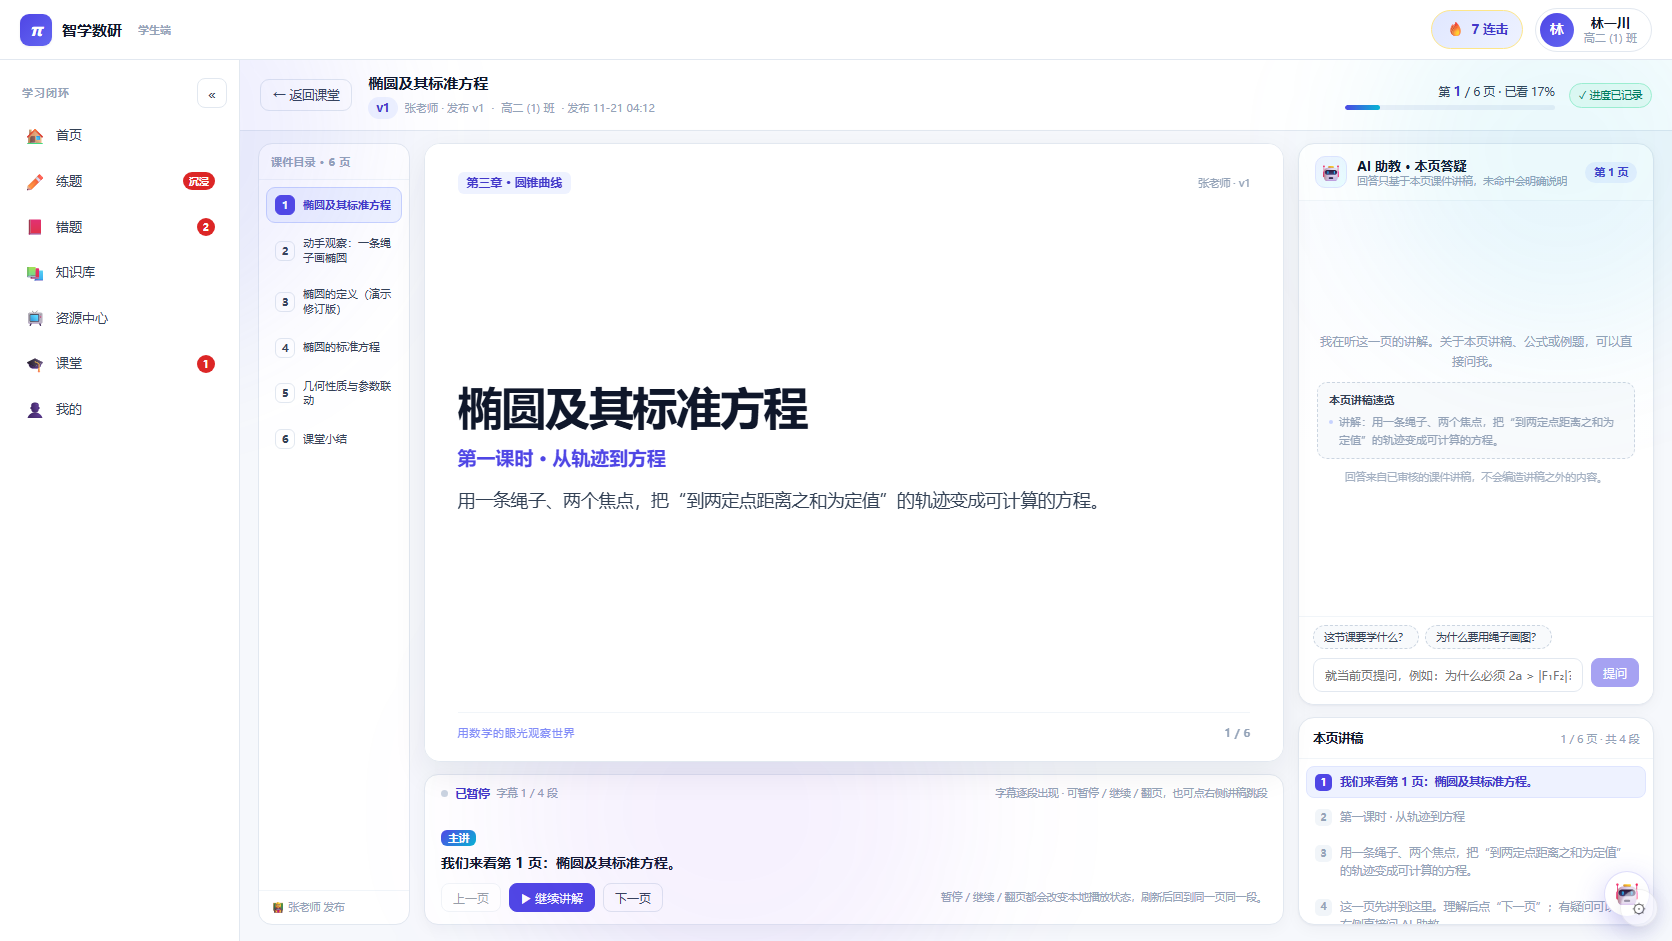 π 智学数研 学生端
🔥 7 连击
林 林一川
高二 (1) 班
学习闭环 «
首页
练题 沉浸
错题 2
知识库
资源中心
课堂 1
我的
← 返回课堂
椭圆及其标准方程
v1 张老师 · 发布 v1 · 高二 (1) 班 · 发布 11-21 04:12
第 1 / 6 页 · 已看 17%
✓ 进度已记录
课件目录 • 6 页
1 椭圆及其标准方程
2 动手观察：一条绳
子画椭圆
3 椭圆的定义（演示
修订版）
4 椭圆的标准方程
5 几何性质与参数联
动
6 课堂小结
张老师 发布
第三章 • 圆锥曲线
张老师 · v1
椭圆及其标准方程
第一课时 • 从轨迹到方程
用一条绳子、两个焦点，把“到两定点距离之和为定值”的轨迹变成可计算的方程。
用数学的眼光观察世界
1 / 6
已暂停 字幕 1 / 4 段
字幕逐段出现 · 可暂停 / 继续 / 翻页，也可点右侧讲稿跳段
主讲
我们来看第 1 页：椭圆及其标准方程。
上一页 ▶ 继续讲解 下一页
暂停 / 继续 / 翻页都会改变本地播放状态，刷新后回到同一页同一段。
AI 助教 • 本页答疑
回答只基于本页课件讲稿，未命中会明确说明
第 1 页
我在听这一页的讲解。关于本页讲稿、公式或例题，可以直
接问我。
本页讲稿速览
讲解：用一条绳子、两个焦点，把“到两定点距离之和为
定值”的轨迹变成可计算的方程。
回答来自已审核的课件讲稿，不会编造讲稿之外的内容。
这节课要学什么？ 为什么要用绳子画图？
就当前页提问，例如：为什么必须 2a > |F₁F₂|?
提问
本页讲稿
1 / 6 页 · 共 4 段
1 我们来看第 1 页：椭圆及其标准方程。
2 第一课时 · 从轨迹到方程
3 用一条绳子、两个焦点，把“到两定点距离之和为定值”
的轨迹变成可计算的方程。
4 这一页先讲到这里。理解后点“下一页”；有疑问可